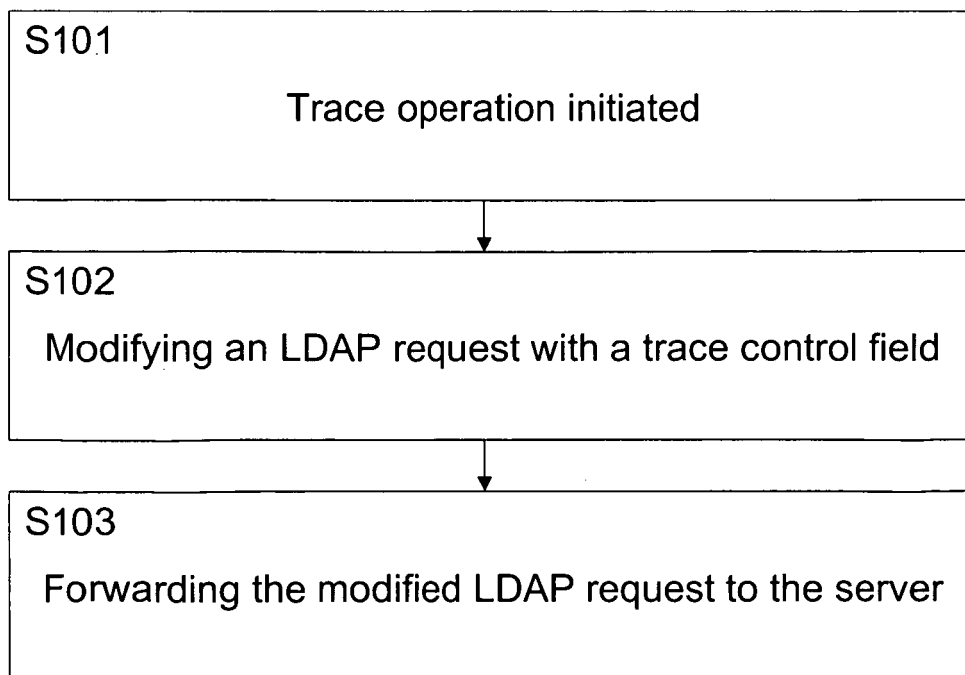 S101
Trace operation initiated
S102
Modifying an LDAP request with a trace control field
S103
Forwarding the modified LDAP request to the server